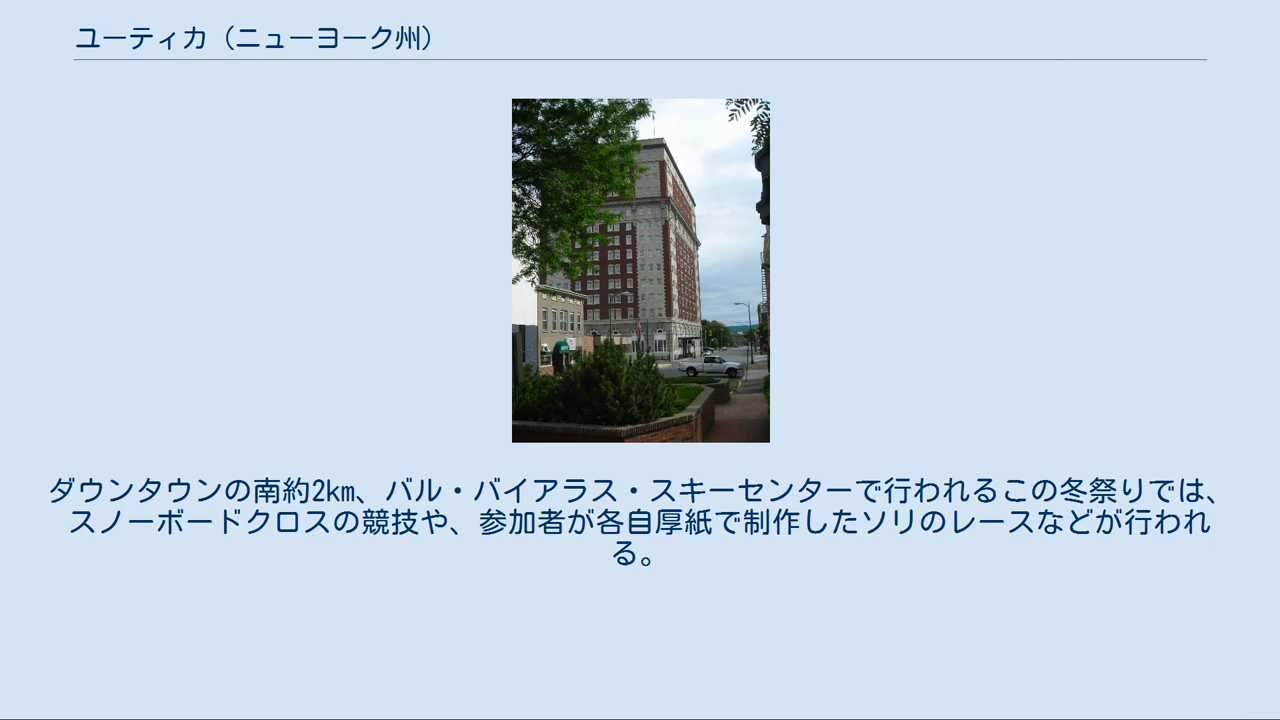 ユーティカ（ニューヨーク州）
ダウンタウンの南約2km、バル・バイアラス・スキーセンターで行われるこの冬祭りでは、
スノーボードクロスの競技や、参加者が各自厚紙で制作したソリのレースなどが行われ
る。